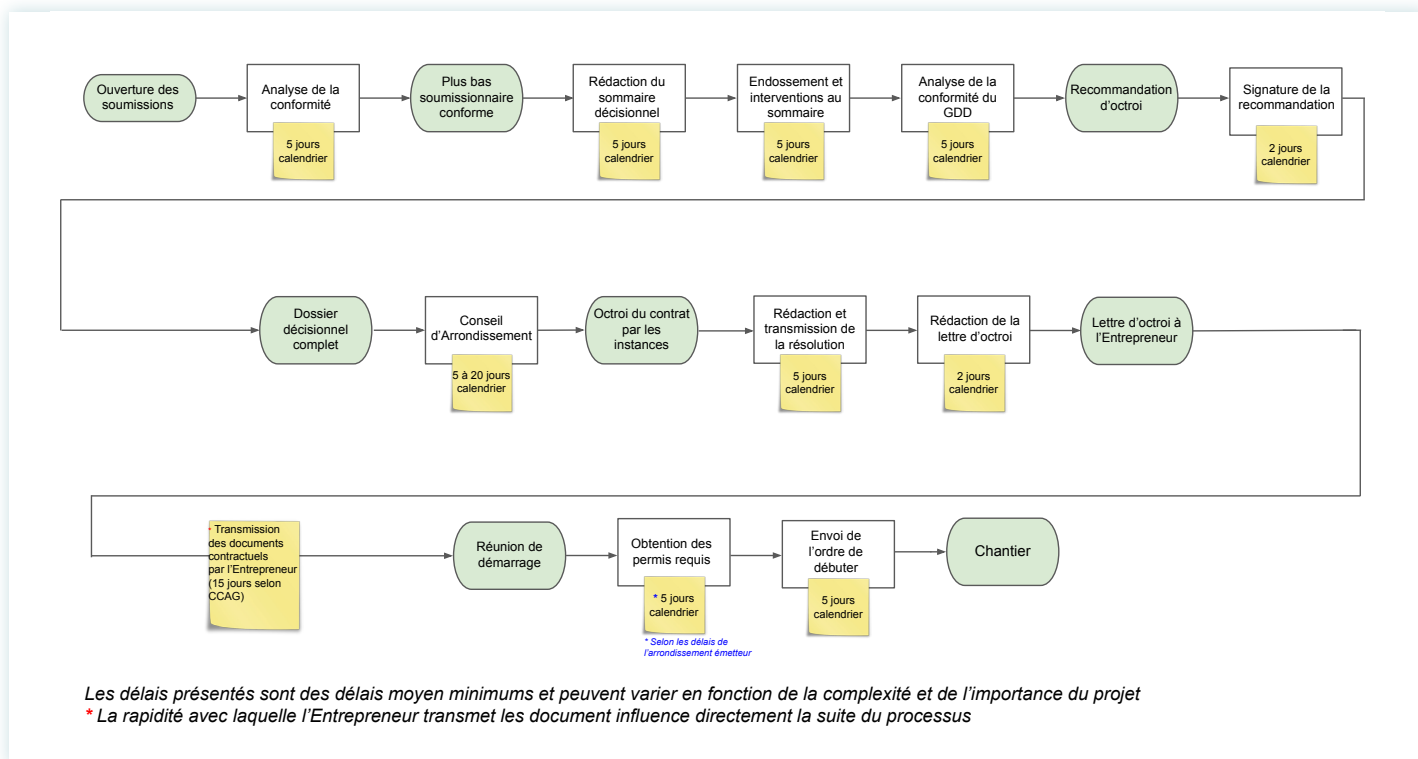 Ouverture des
soumissions
Analyse de la
conformité
5 jours
calendrier
Plus bas
soumissionnaire
conforme
Rédaction du
sommaire
décisionnel
5 jours
calendrier
Endossement et
interventions au
sommaire
5 jours
calendrier
Analyse de la
conformité du
GDD
5 jours
calendrier
Recommandation
d'octroi
Signature de la
recommandation
2 jours
calendrier
Dossier
décisionnel
complet
Conseil
d'Arrondissement
5 à 20 jours
calendrier
Octroi du contrat
par les
instances
Rédaction et
transmission de
la résolution
5 jours
calendrier
Rédaction de la
lettre d'octroi
2 jours
calendrier
Lettre d'octroi à
l'Entrepreneur
* Transmission
des documents
contractuels
par l'Entrepreneur
(15 jours selon
CCAG)
Réunion de
démarrage
Obtention des
permis requis
* 5 jours
calendrier
* Selon les délais de
l'arrondissement émetteur
Envoi de
l'ordre de
débuter
5 jours
calendrier
Chantier
Les délais présentés sont des délais moyen minimums et peuvent varier en fonction de la complexité et de l'importance du projet
* La rapidité avec laquelle l'Entrepreneur transmet les document influence directement la suite du processus